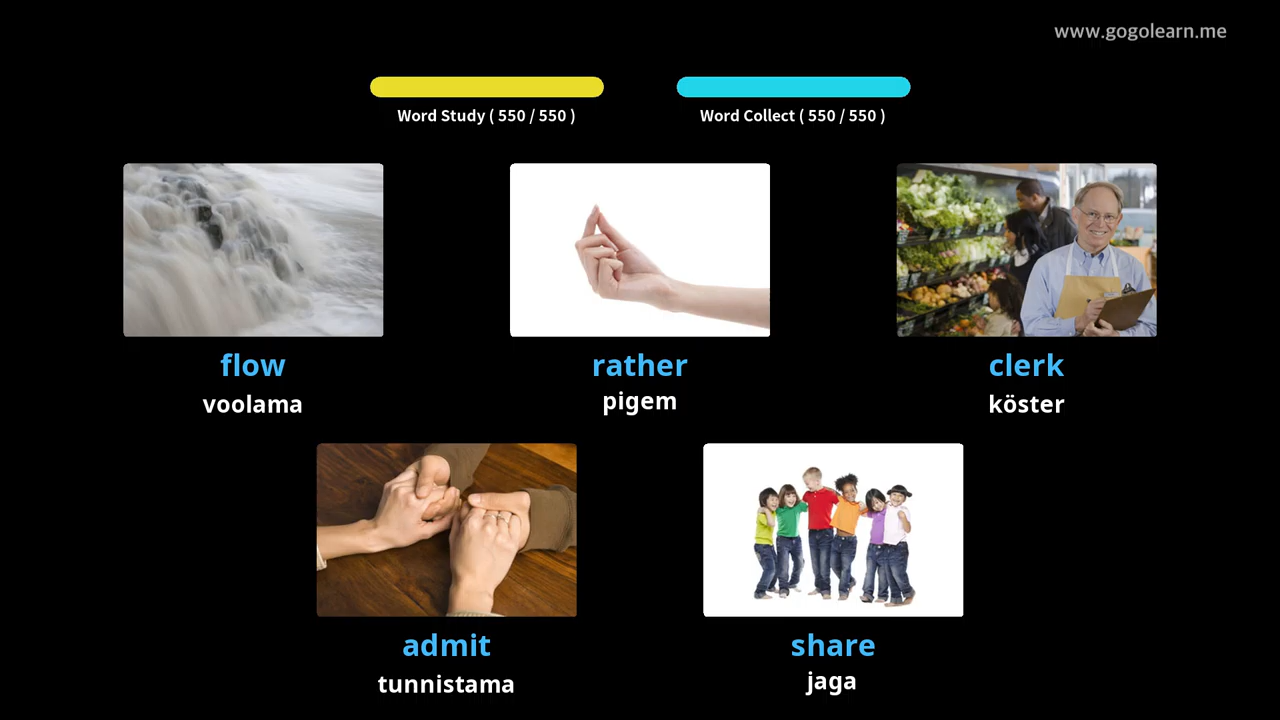 www.gogolearn.me
Word Study ( 550 / 550 )
Word Collect ( 550 / 550 )
flow
voolama
rather
pigem
clerk
köster
admit
tunnistama
share
jaga